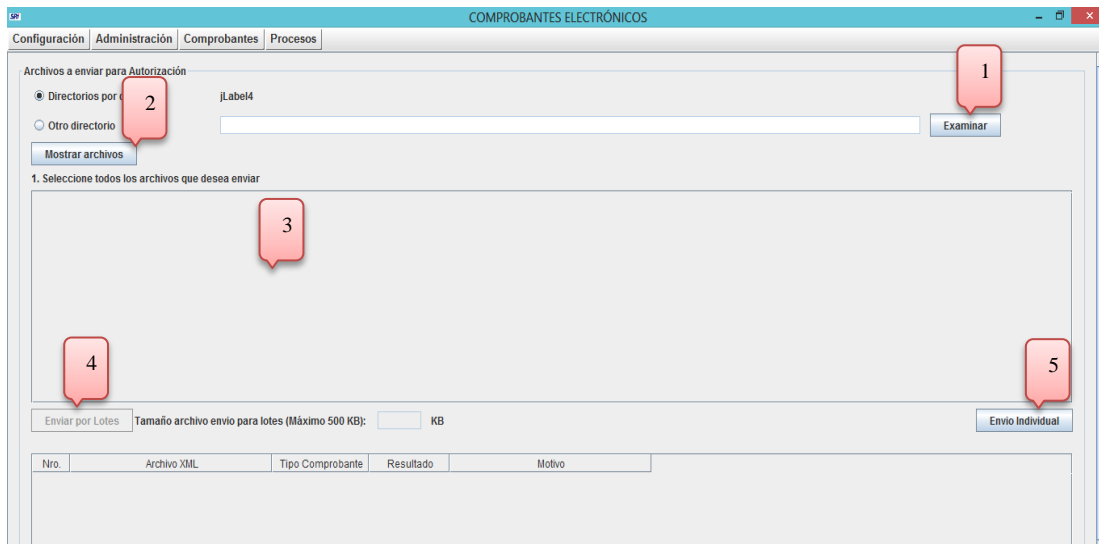 SRI COMPROBANTES ELECTRÓNICOS
Configuración Administración Comprobantes Procesos
Archivos a enviar para Autorización
1
Directorios por jLabel4
2
Otro directorio Examinar
Mostrar archivos
1. Seleccione todos los archivos que desea enviar
3
4
5
Enviar por Lotes Tamaño archivo envio para lotes (Máximo 500 KB): KB Envio Individual
Nro. Archivo XML Tipo Comprobante Resultado Motivo